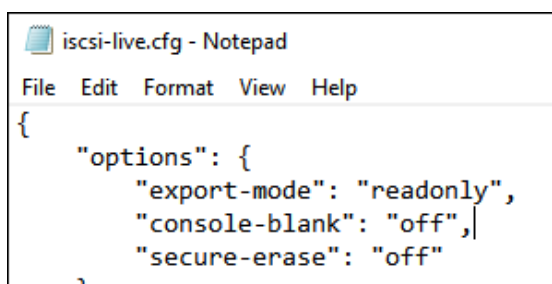 iscsi-live.cfg - Notepad
File Edit Format View Help
{
    "options": {
        "export-mode": "readonly",
        "console-blank": "off",
        "secure-erase": "off"
    }